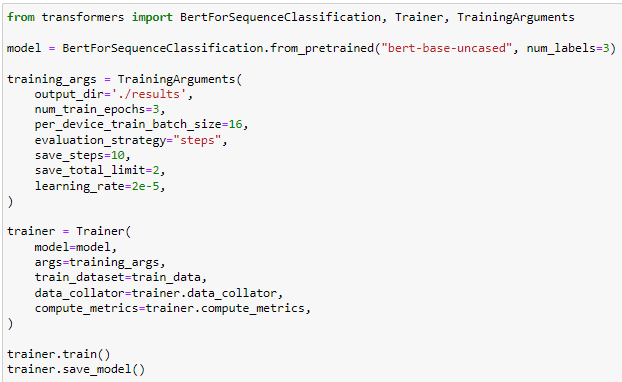 from transformers import BertForSequenceClassification, Trainer, TrainingArguments
model = BertForSequenceClassification.from_pretrained("bert-base-uncased", num_labels=3)
training_args = TrainingArguments(
    output_dir='./results',
    num_train_epochs=3,
    per_device_train_batch_size=16,
    evaluation_strategy="steps",
    save_steps=10,
    save_total_limit=2,
    learning_rate=2e-5,
)
trainer = Trainer(
    model=model,
    args=training_args,
    train_dataset=train_data,
    data_collator=trainer.data_collator,
    compute_metrics=trainer.compute_metrics,
)
trainer.train()
trainer.save_model()